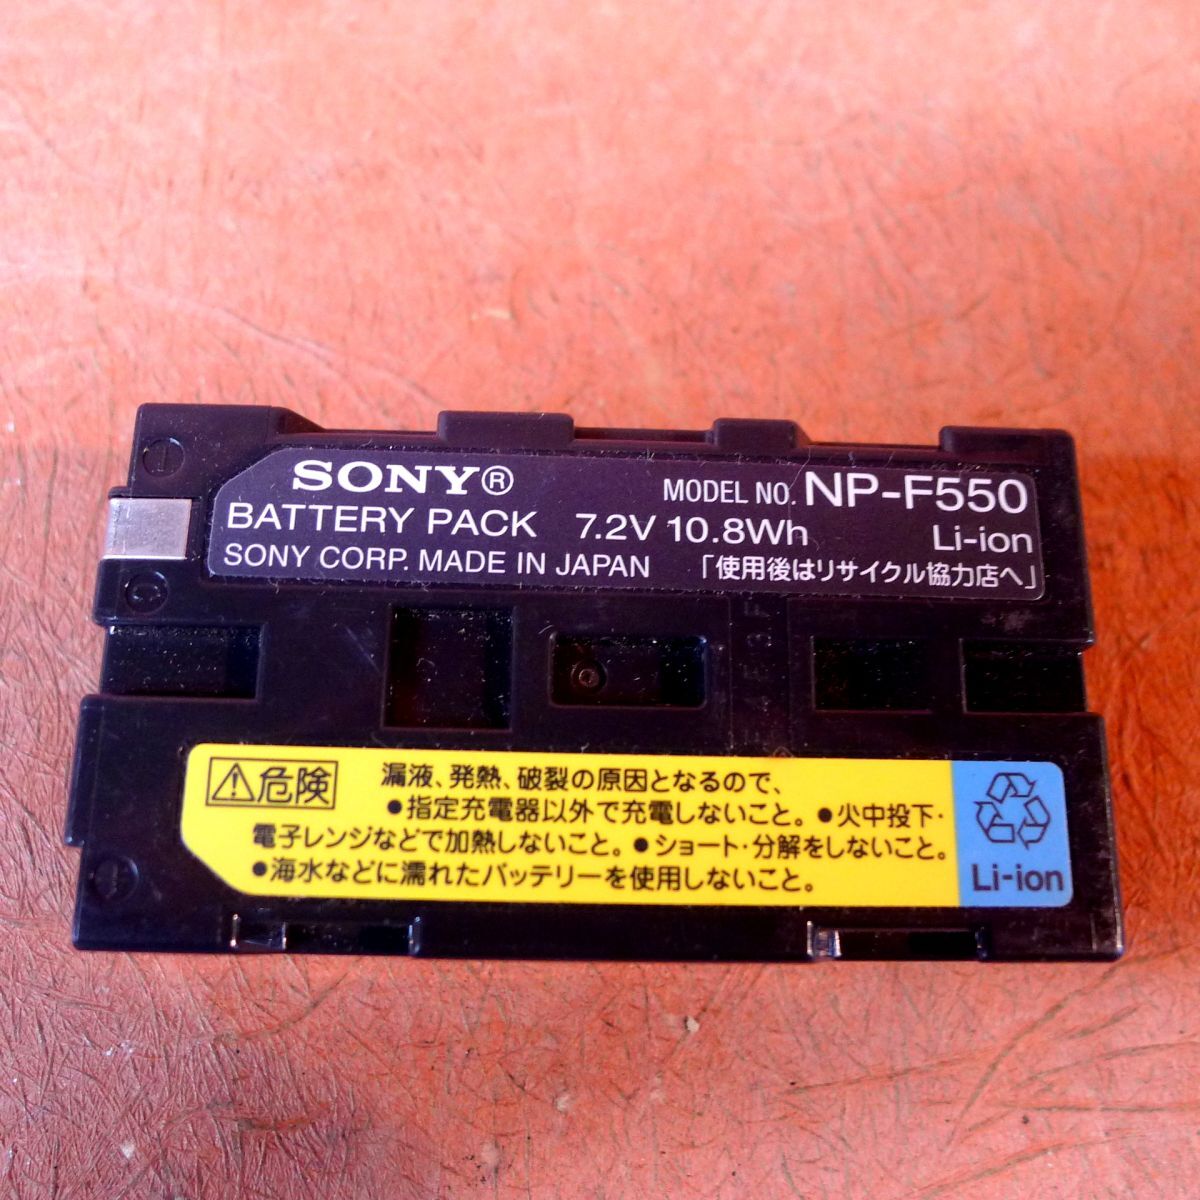 SONY®
MODEL NO. NP-F550
BATTERY PACK 7.2V 10.8Wh Li-ion
SONY CORP. MADE IN JAPAN 「使用後はリサイクル協力店へ」
⚠危険
漏液、発熱、破裂の原因となるので、
●指定充電器以外で充電しないこと。●火中投下・
電子レンジなどで加熱しないこと。●ショート・分解をしないこと。
●海水などに濡れたバッテリーを使用しないこと。
Li-ion